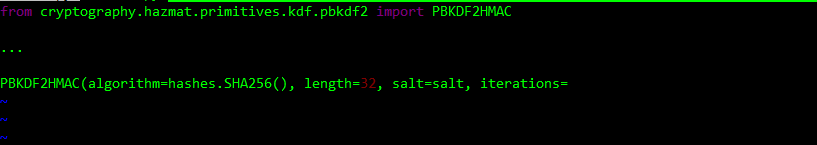 from cryptography.hazmat.primitives.kdf.pbkdf2 import PBKDF2HMAC
...
PBKDF2HMAC(algorithm=hashes.SHA256(), length=32, salt=salt, iterations=
~
~
~